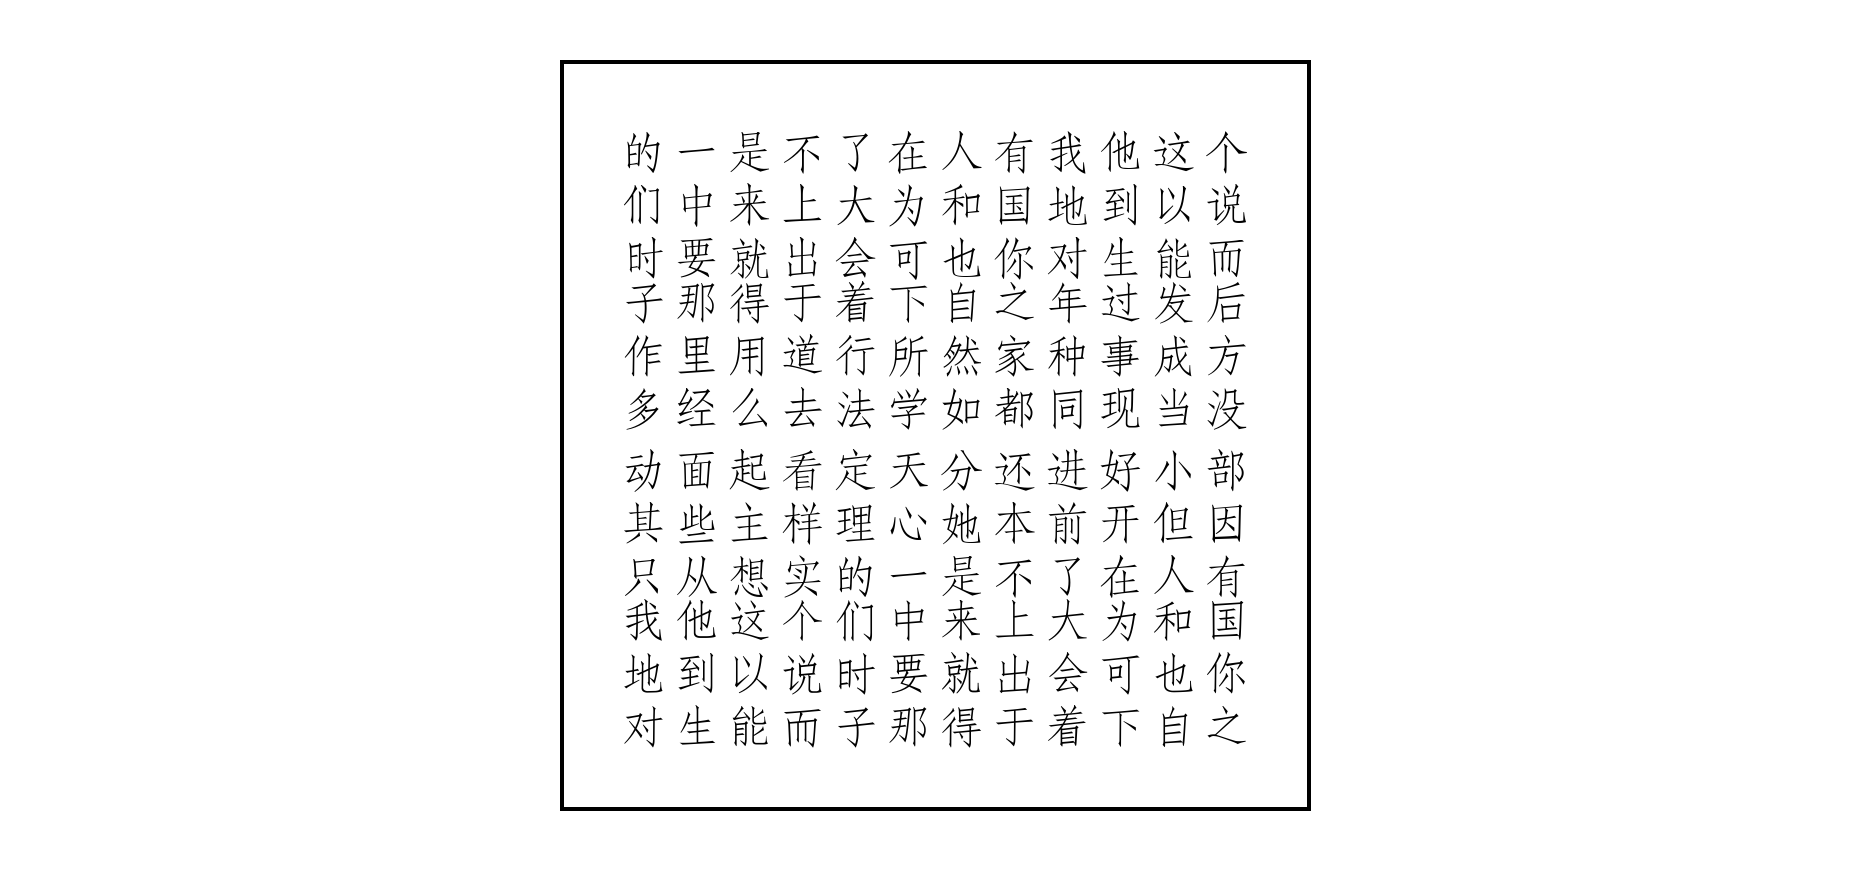 的一是不了在人有我他这个
们中来上大为和国地到以说
时要就出会可也你对生能而
子那得于着下自之年过发后
作里用道行所然家种事成方
多经么去法学如都同现当没
动面起看定天分还进好小部
其些主样理心她本前开但因
只从想实的一是不了在人有
我他这个们中来上大为和国
地到以说时要就出会可也你
对生能而子那得于着下自之